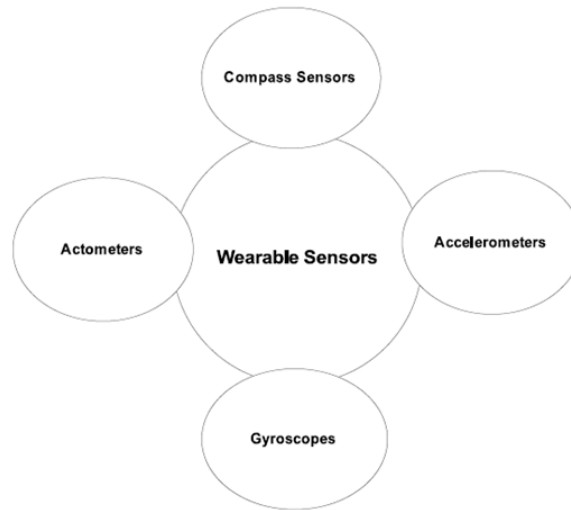 Compass Sensors
Actometers
Wearable Sensors
Accelerometers
Gyroscopes